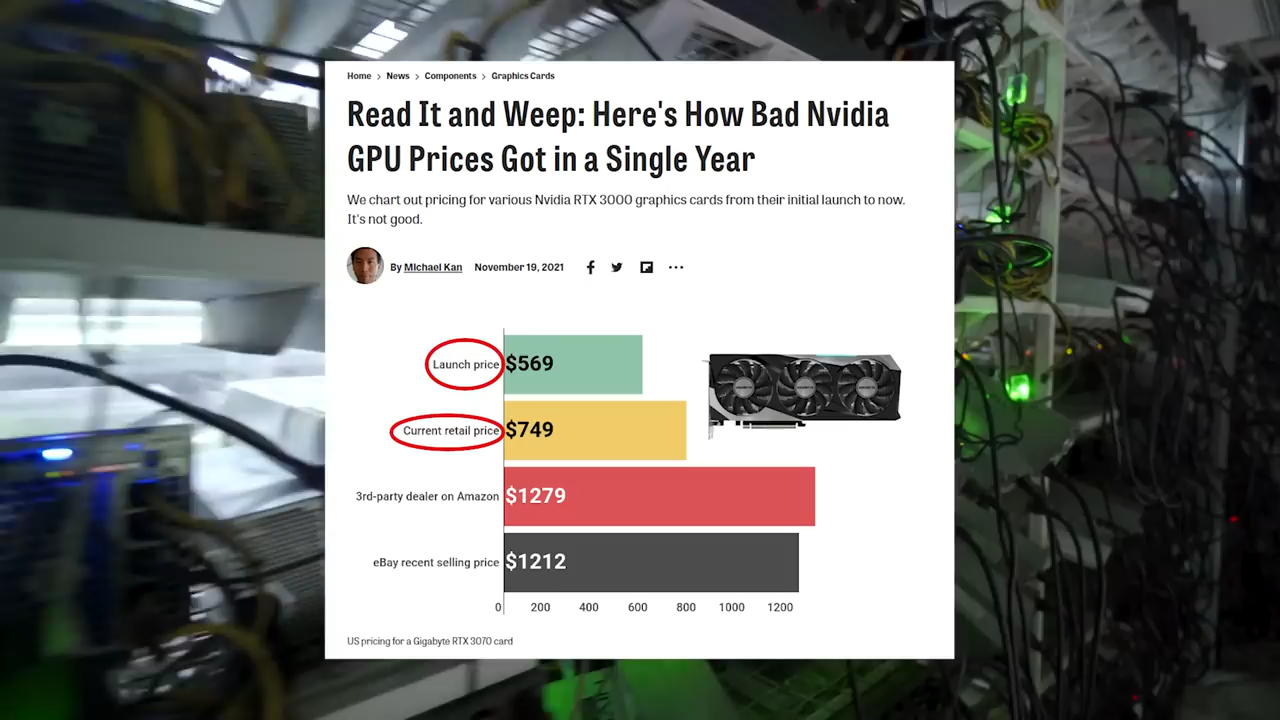 Home > News > Components > Graphics Cards
Read It and Weep: Here's How Bad Nvidia
GPU Prices Got in a Single Year
We chart out pricing for various Nvidia RTX 3000 graphics cards from their initial launch to now.
It's not good.
By Michael Kan November 19, 2021
Launch price $569
Current retail price $749
3rd-party dealer on Amazon $1279
eBay recent selling price $1212
0 200 400 600 800 1000 1200
US pricing for a Gigabyte RTX 3070 card